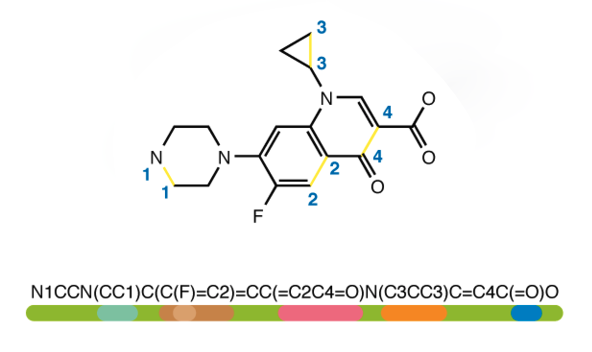 3
3
N
O
4
4
N
N
1
2
O
O
1
2
F
N1CCN(CC1)C(C(F)=C2)=CC(=C2C4=O)N(C3CC3)C=C4C(=O)O